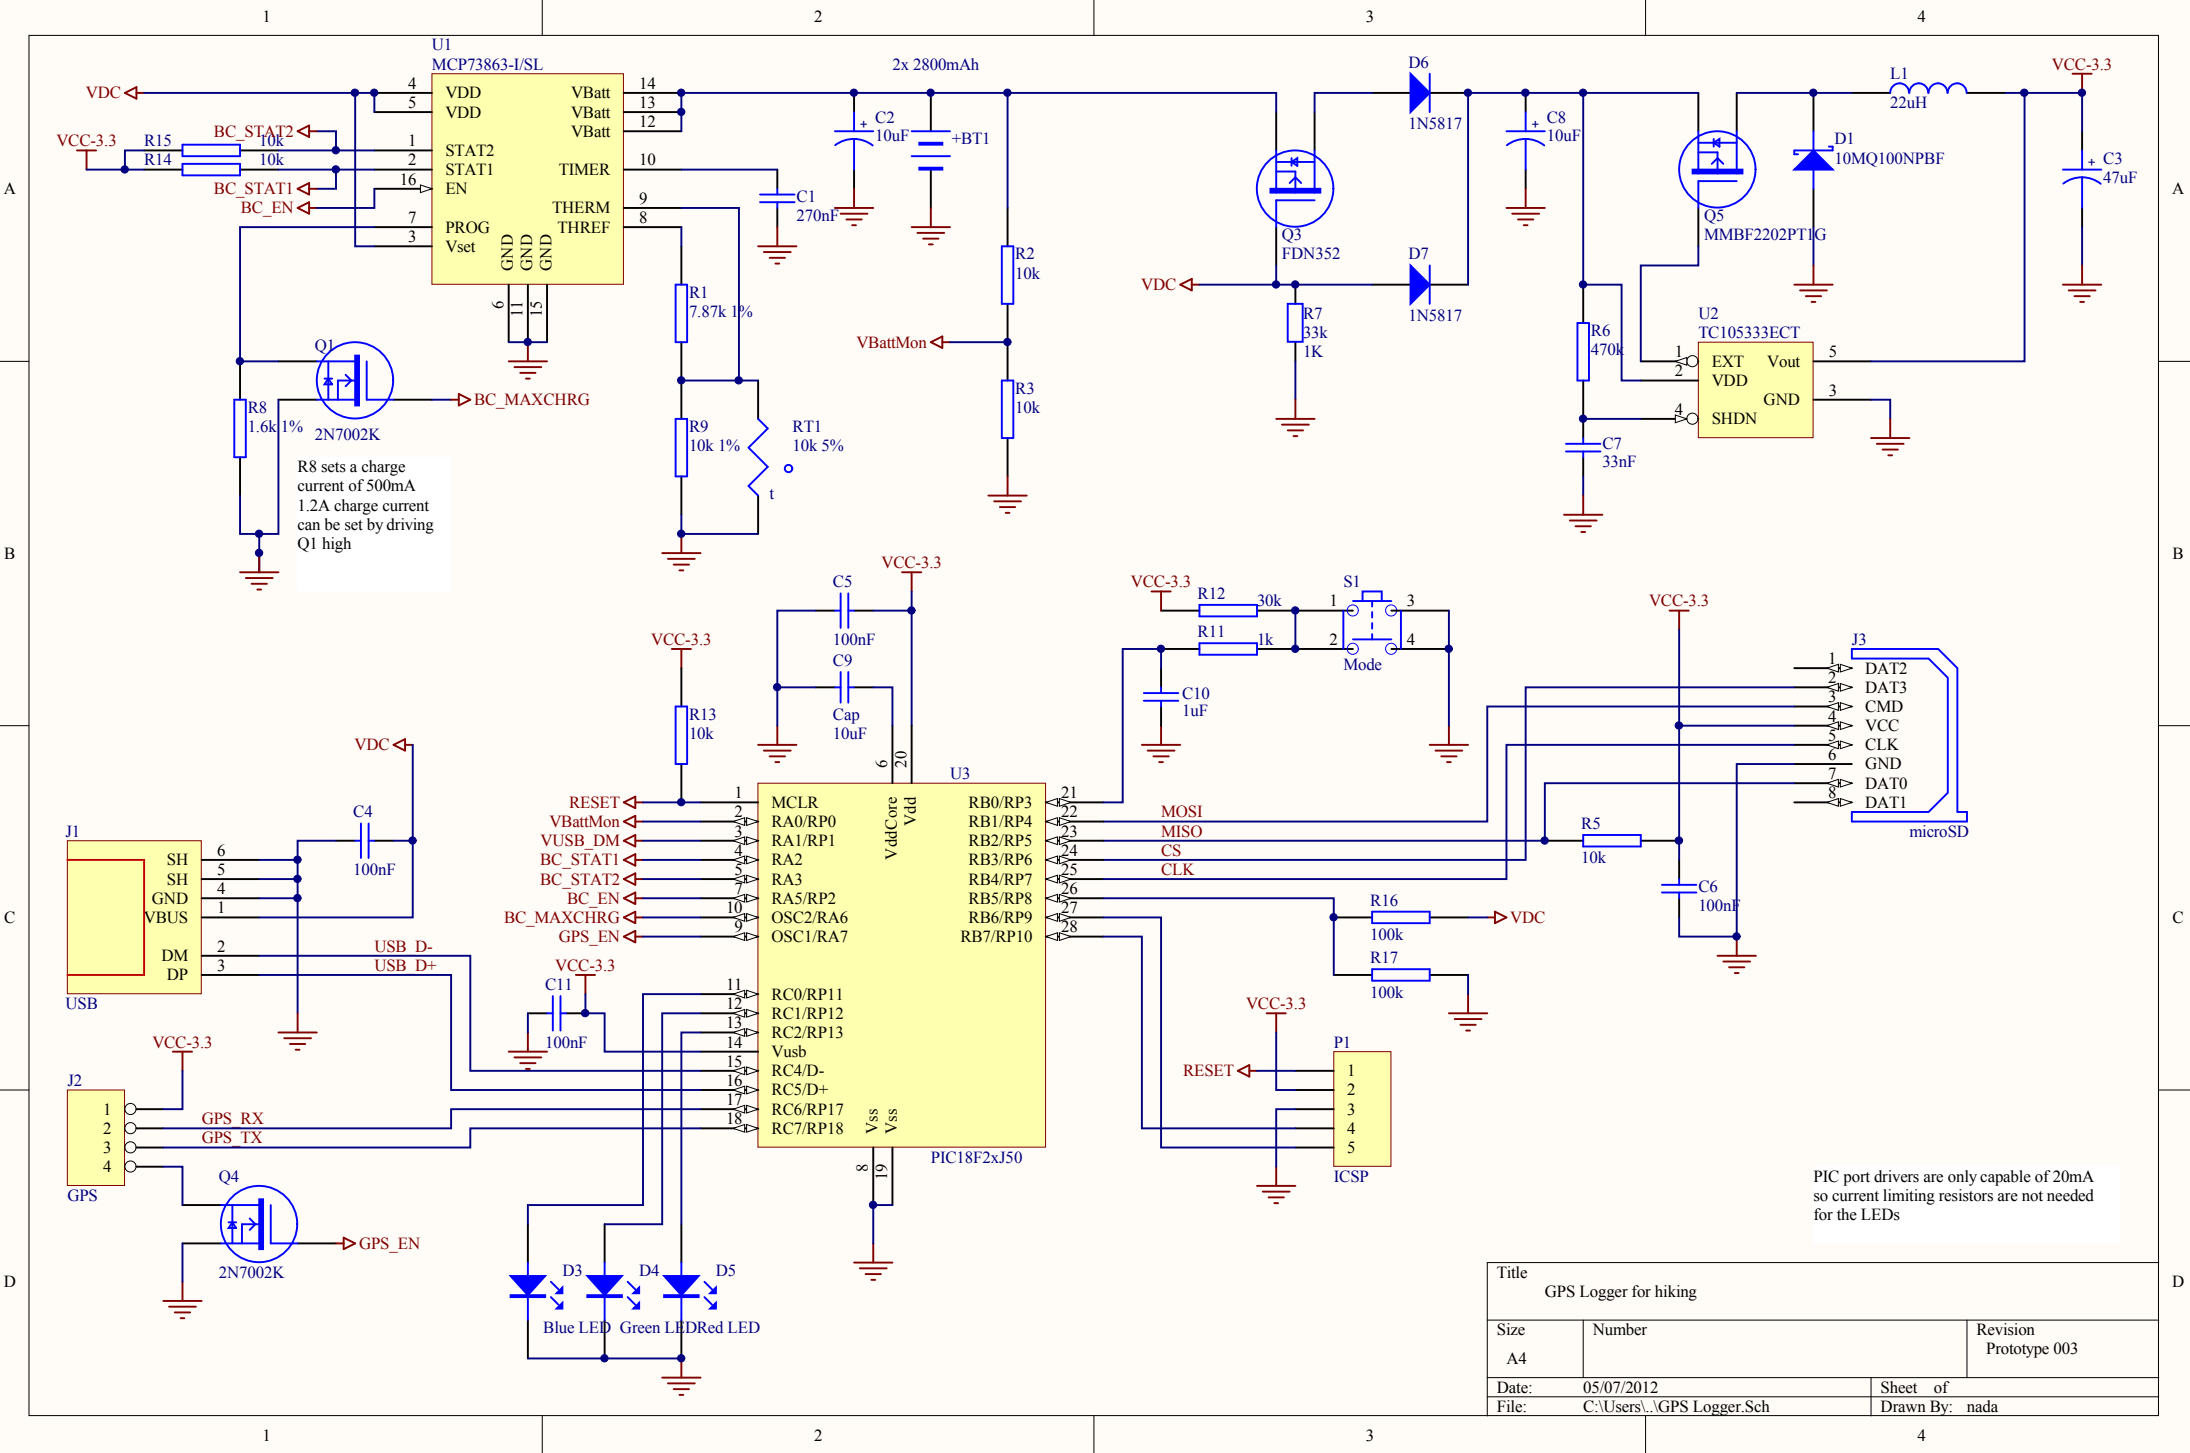 1 2 3 4
A A
B B
C C
D D
1 2 3 4
U1
MCP73863-I/SL
VDC
4 VDD
5 VDD
1 STAT2
2 STAT1
16 EN
7 PROG
3 Vset
VBatt 14
VBatt 13
VBatt 12
TIMER 10
THERM 9
THREF 8
GND GND GND
6 11 15
VCC-3.3
BC_STAT2
R15 10k
R14 10k
BC_STAT1
BC_EN
Q1
2N7002K
BC_MAXCHRG
R8
1.6k 1%
R8 sets a charge
current of 500mA
1.2A charge current
can be set by driving
Q1 high
R1
7.87k 1%
R9
10k 1%
RT1
10k 5%
t
C1
270nF
2x 2800mAh
+
C2
10uF
+BT1
R2
10k
VBattMon
R3
10k
Q3
FDN352
VDC
R7
33k
1K
D6
1N5817
D7
1N5817
+
C8
10uF
R6
470k
C7
33nF
Q5
MMBF2202PT1G
D1
10MQ100NPBF
L1
22uH
VCC-3.3
+
C3
47uF
U2
TC105333ECT
1 EXT
2 VDD
4 SHDN
Vout 5
GND 3
VCC-3.3
C5
100nF
C9
Cap
10uF
VCC-3.3
R13
10k
VCC-3.3
R12 30k
R11 1k
C10
1uF
S1
1 3
2 4
Mode
VCC-3.3
J3
1 DAT2
2 DAT3
3 CMD
4 VCC
5 CLK
6 GND
7 DAT0
8 DAT1
microSD
R5
10k
C6
100nF
VDC
C4
100nF
J1
SH 6
SH 5
GND 4
VBUS 1
DM 2
DP 3
USB
USB D-
USB D+
U3
PIC18F2xJ50
6 20
VddCore Vdd
RESET 1 MCLR
VBattMon 2 RA0/RP0
VUSB_DM 3 RA1/RP1
BC_STAT1 4 RA2
BC_STAT2 5 RA3
BC_EN 7 RA5/RP2
BC_MAXCHRG 10 OSC2/RA6
GPS_EN 9 OSC1/RA7
11 RC0/RP11
12 RC1/RP12
13 RC2/RP13
14 Vusb
15 RC4/D-
16 RC5/D+
17 RC6/RP17
18 RC7/RP18
Vss Vss
8 19
RB0/RP3 21
RB1/RP4 22 MOSI
RB2/RP5 23 MISO
RB3/RP6 24 CS
RB4/RP7 25 CLK
RB5/RP8 26
RB6/RP9 27
RB7/RP10 28
VCC-3.3
C11
100nF
R16
100k
VDC
R17
100k
VCC-3.3
P1
RESET 1
2
3
4
5
ICSP
VCC-3.3
J2
1
2 GPS_RX
3 GPS_TX
4
GPS
Q4
2N7002K
GPS_EN
D3 D4 D5
Blue LED Green LED Red LED
PIC port drivers are only capable of 20mA
so current limiting resistors are not needed
for the LEDs
Title
GPS Logger for hiking
Size Number Revision
A4 Prototype 003
Date: 05/07/2012 Sheet of
File: C:\Users\..\GPS Logger.Sch Drawn By: nada